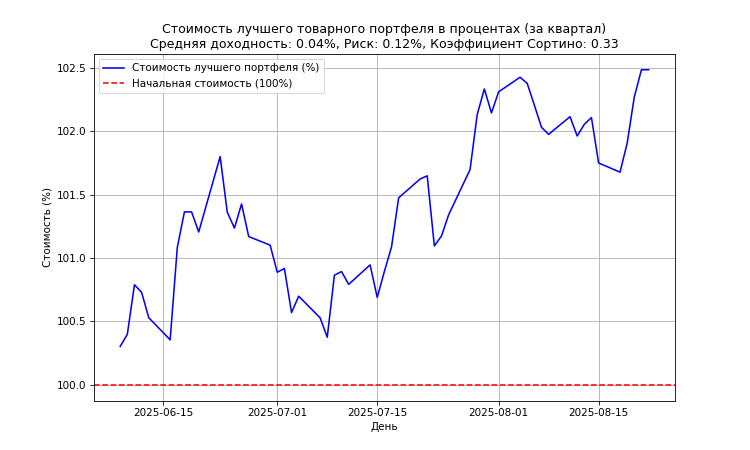 Стоимость лучшего товарного портфеля в процентах (за квартал)
Средняя доходность: 0.04%, Риск: 0.12%, Коэффициент Сортино: 0.33
Стоимость лучшего портфеля (%)
Начальная стоимость (100%)
Стоимость (%)
102.5
102.0
101.5
101.0
100.5
100.0
2025-06-15
2025-07-01
2025-07-15
2025-08-01
2025-08-15
День